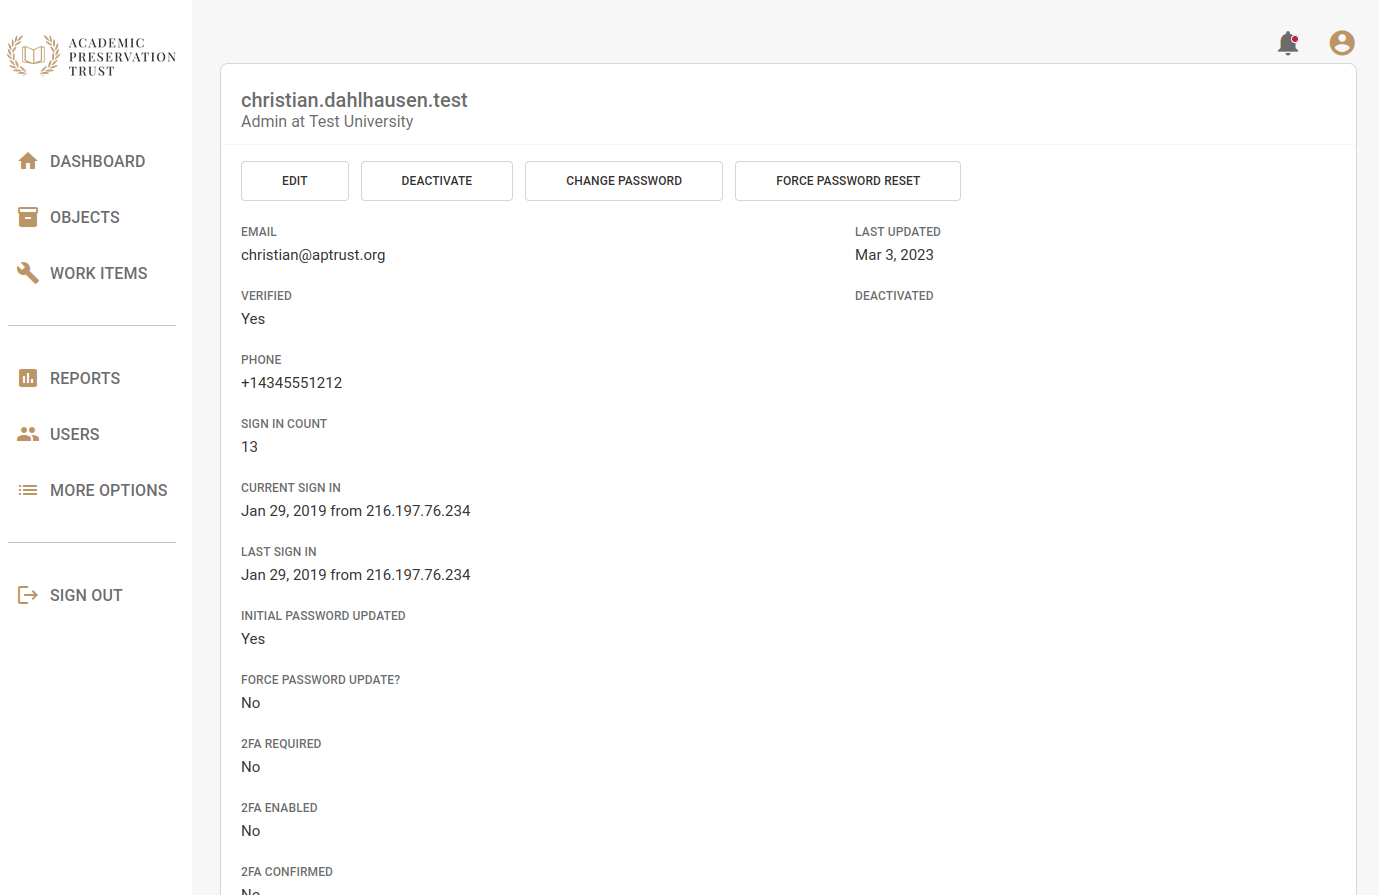 ACADEMIC
PRESERVATION
TRUST
DASHBOARD
OBJECTS
WORK ITEMS
REPORTS
USERS
MORE OPTIONS
SIGN OUT
christian.dahlhausen.test
Admin at Test University
EDIT DEACTIVATE CHANGE PASSWORD FORCE PASSWORD RESET
EMAIL
christian@aptrust.org
VERIFIED
Yes
PHONE
+14345551212
SIGN IN COUNT
13
CURRENT SIGN IN
Jan 29, 2019 from 216.197.76.234
LAST SIGN IN
Jan 29, 2019 from 216.197.76.234
INITIAL PASSWORD UPDATED
Yes
FORCE PASSWORD UPDATE?
No
2FA REQUIRED
No
2FA ENABLED
No
2FA CONFIRMED
No
LAST UPDATED
Mar 3, 2023
DEACTIVATED